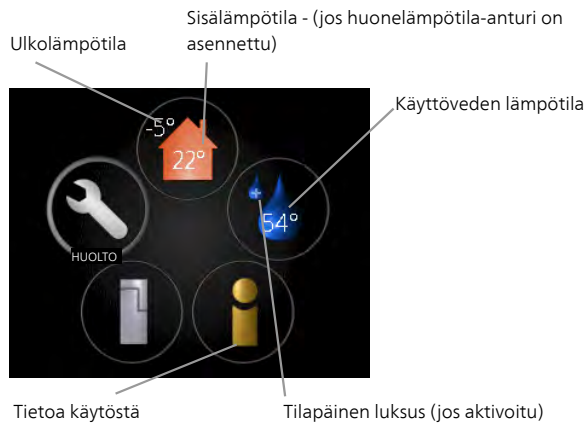 Sisälämpötila - (jos huonelämpötila-anturi on
asennettu)
Ulkolämpötila
Käyttöveden lämpötila
-5°
22°
54°
HUOLTO
Tietoa käytöstä
Tilapäinen luksus (jos aktivoitu)